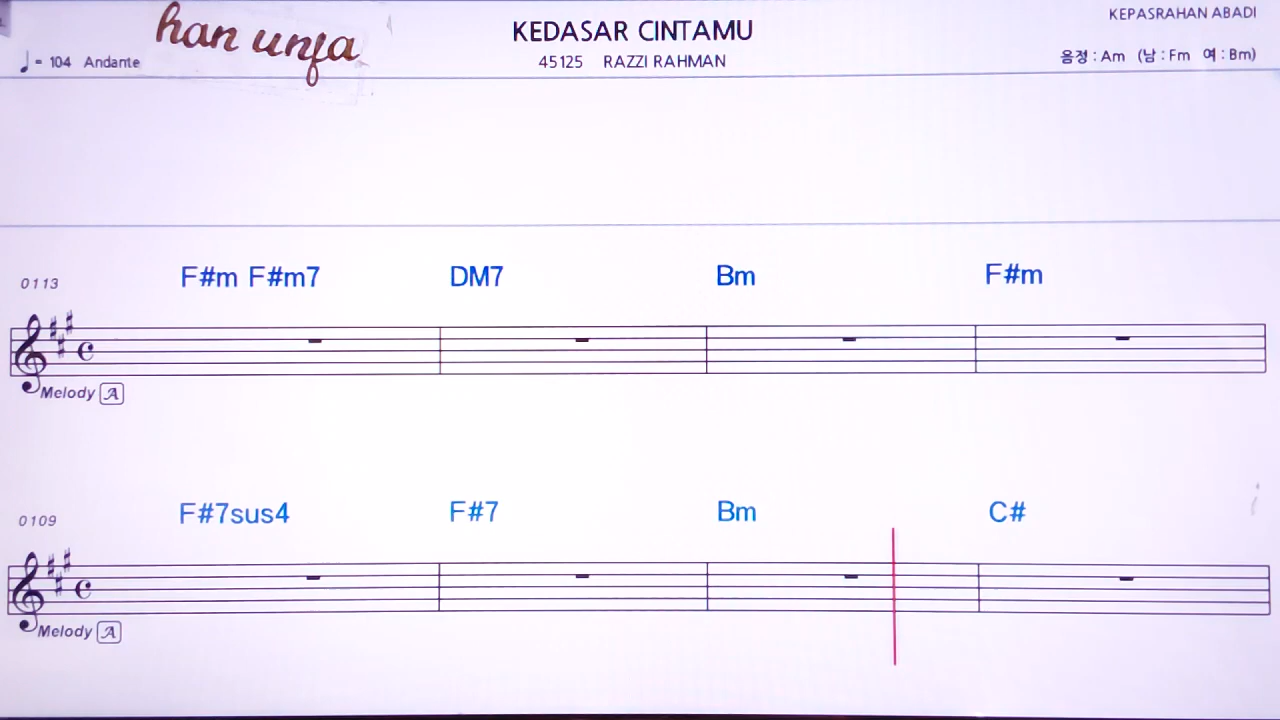 han unfa
KEDASAR CINTAMU
KEPASRAHAN ABADI
♩= 104 Andante
45125 RAZZI RAHMAN
음정 : Am (남 : Fm 여 : Bm)
0113
F#m F#m7 DM7 Bm F#m
Melody A
0109
F#7sus4 F#7 Bm C#
Melody A